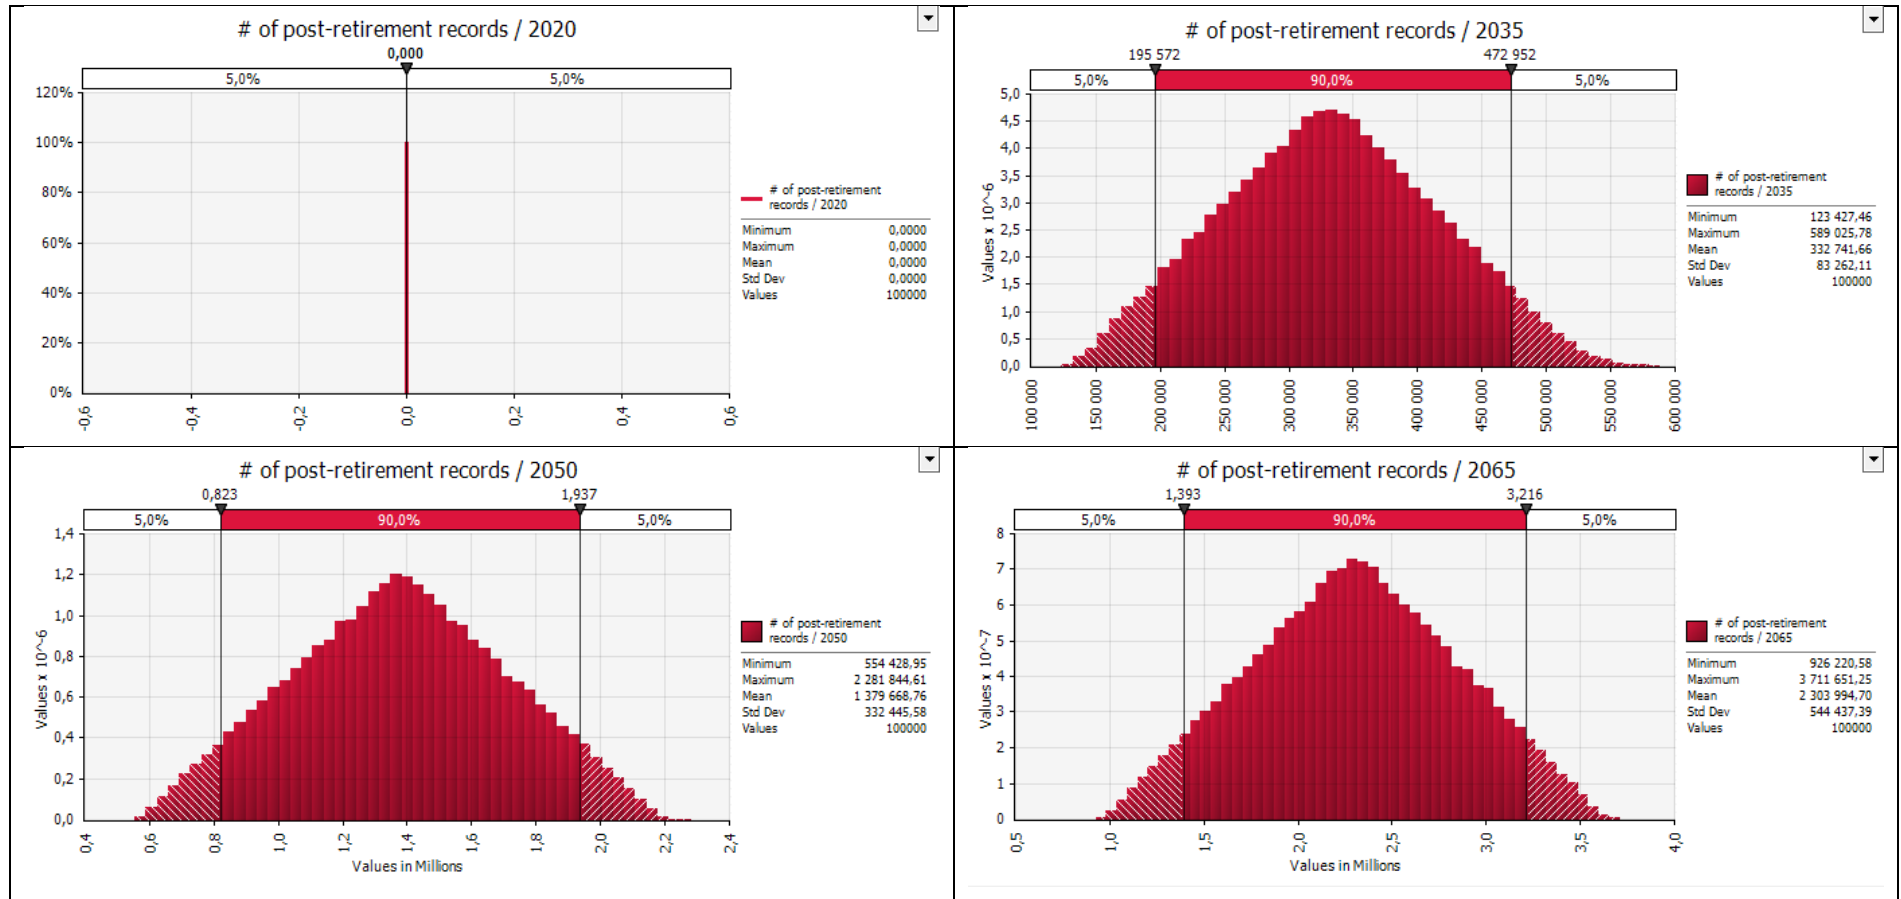 # of post-retirement records / 2020
0,000
5,0%
5,0%
120%
100%
80%
60%
40%
20%
0%
-0,6
-0,4
-0,2
0,0
0,2
0,4
0,6
# of post-retirement
records / 2020
Minimum 0,0000
Maximum 0,0000
Mean 0,0000
Std Dev 0,0000
Values 100000
# of post-retirement records / 2035
195 572
472 952
5,0%
90,0%
5,0%
5,0
4,5
4,0
3,5
3,0
2,5
2,0
1,5
1,0
0,5
0,0
Values x 10^-6
100 000
150 000
200 000
250 000
300 000
350 000
400 000
450 000
500 000
550 000
600 000
# of post-retirement
records / 2035
Minimum 123 427,46
Maximum 589 025,78
Mean 332 741,66
Std Dev 83 262,11
Values 100000
# of post-retirement records / 2050
0,823
1,937
5,0%
90,0%
5,0%
1,4
1,2
1,0
0,8
0,6
0,4
0,2
0,0
Values x 10^-6
0,4
0,6
0,8
1,0
1,2
1,4
1,6
1,8
2,0
2,2
2,4
Values in Millions
# of post-retirement
records / 2050
Minimum 554 428,95
Maximum 2 281 844,61
Mean 1 379 668,76
Std Dev 332 445,58
Values 100000
# of post-retirement records / 2065
1,393
3,216
5,0%
90,0%
5,0%
8
7
6
5
4
3
2
1
0
Values x 10^-7
0,5
1,0
1,5
2,0
2,5
3,0
3,5
4,0
Values in Millions
# of post-retirement
records / 2065
Minimum 926 220,58
Maximum 3 711 651,25
Mean 2 303 994,70
Std Dev 544 437,39
Values 100000